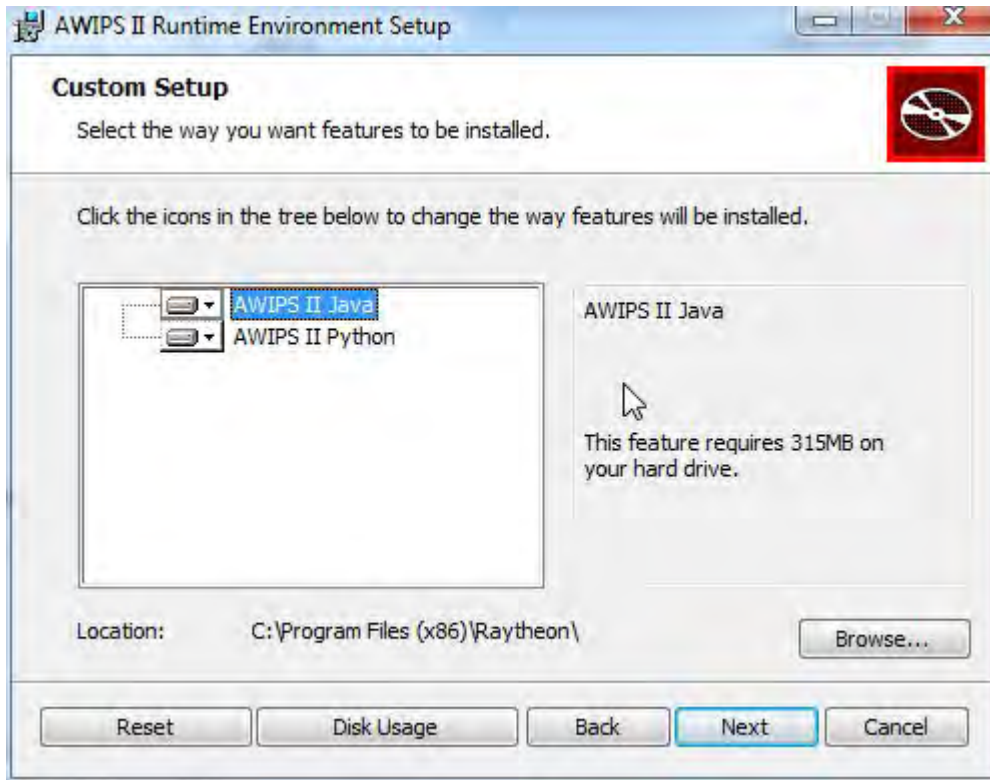 AWIPS II Runtime Environment Setup
Custom Setup
Select the way you want features to be installed.
Click the icons in the tree below to change the way features will be installed.
AWIPS II Java
AWIPS II Python
AWIPS II Java
This feature requires 315MB on
your hard drive.
Location: C:\Program Files (x86)\Raytheon\
Browse...
Reset Disk Usage Back Next Cancel